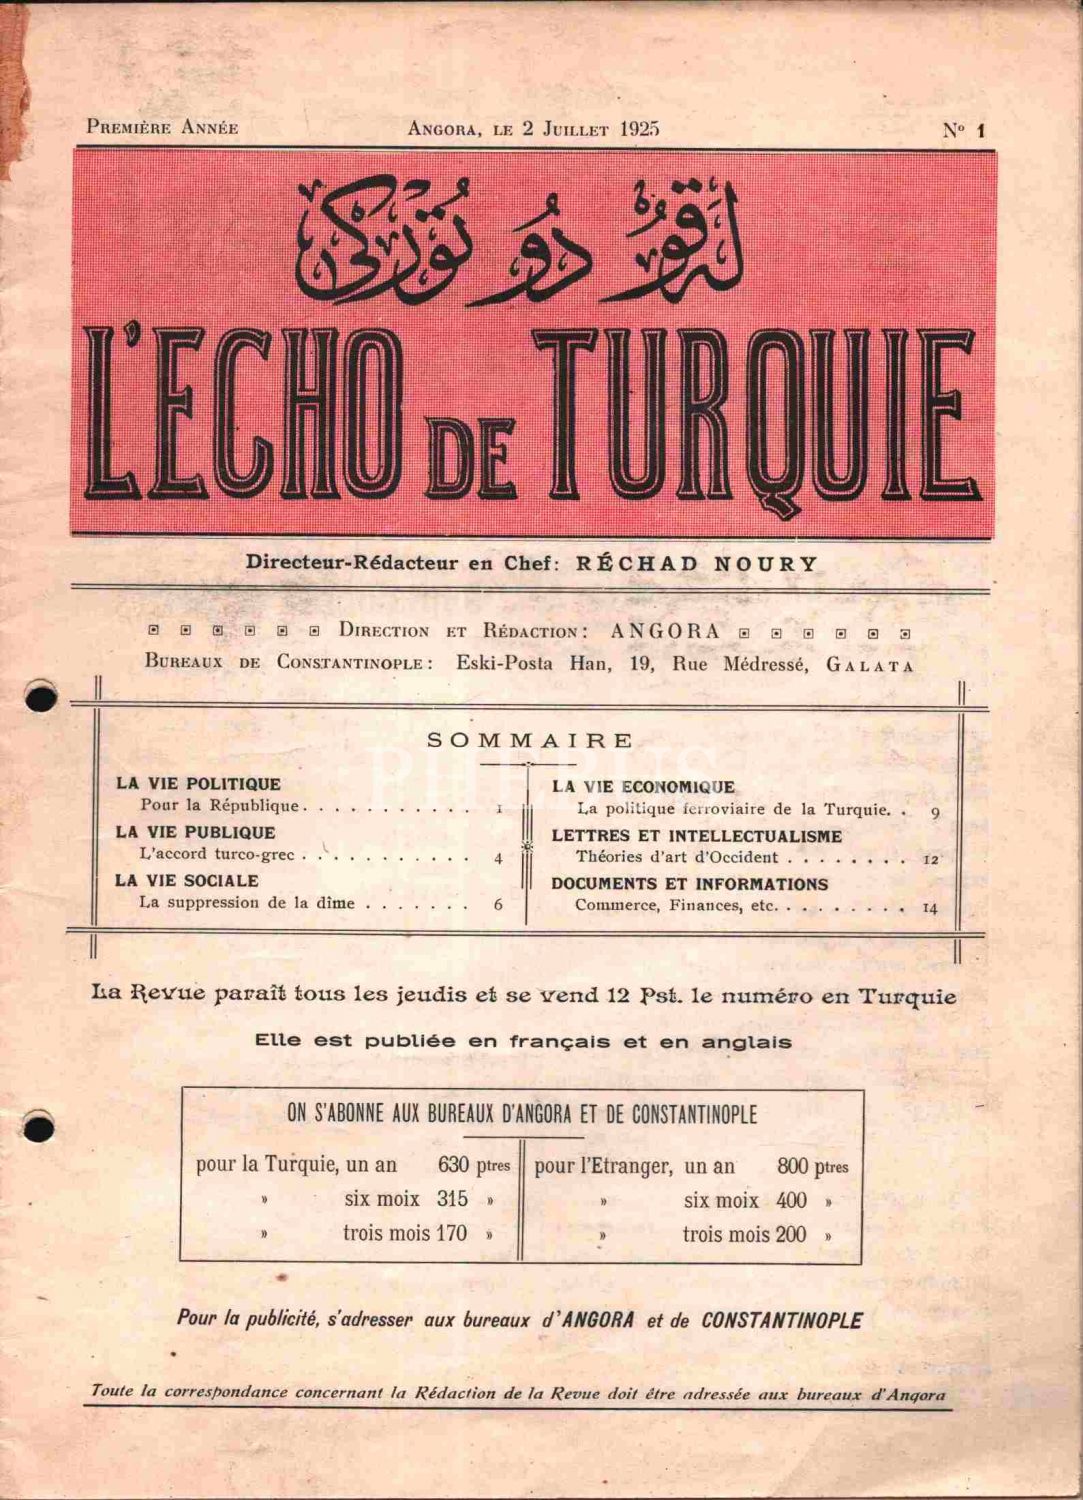 PREMIÈRE ANNÉE ANGORA, LE 2 JUILLET 1925 Nº 1
له قو دو تورکی
L'ECHO DE TURQUIE
Directeur-Rédacteur en Chef: RÉCHAD NOURY
DIRECTION ET RÉDACTION: ANGORA
BUREAUX DE CONSTANTINOPLE: Eski-Posta Han, 19, Rue Médressé, GALATA
SOMMAIRE
LA VIE POLITIQUE
Pour la République. . . . . . . . . . . 1
LA VIE PUBLIQUE
L'accord turco-grec . . . . . . . . . . . 4
LA VIE SOCIALE
La suppression de la dîme . . . . . . . 6
LA VIE ECONOMIQUE
La politique ferroviaire de la Turquie. . 9
LETTRES ET INTELLECTUALISME
Théories d'art d'Occident . . . . . . . . 12
DOCUMENTS ET INFORMATIONS
Commerce, Finances, etc. . . . . . . . . 14
PHEBUS
La Revue paraît tous les jeudis et se vend 12 Pst. le numéro en Turquie
Elle est publiée en français et en anglais
ON S'ABONNE AUX BUREAUX D'ANGORA ET DE CONSTANTINOPLE
pour la Turquie, un an 630 ptres
» six moix 315 »
» trois mois 170 »
pour l'Etranger, un an 800 ptres
» six moix 400 »
» trois mois 200 »
Pour la publicité, s'adresser aux bureaux d'ANGORA et de CONSTANTINOPLE
Toute la correspondance concernant la Rédaction de la Revue doit être adressée aux bureaux d'Angora